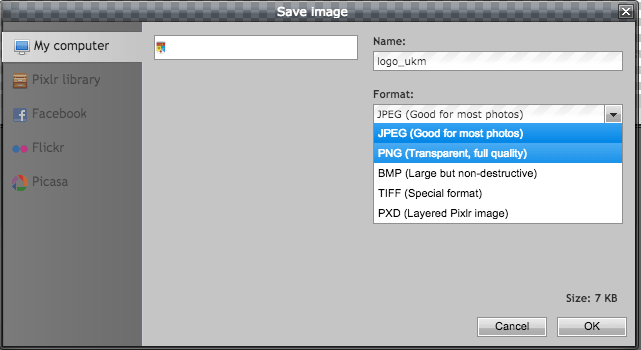 Save image
My computer
Pixlr library
Facebook
Flickr
Picasa
Name:
logo_ukm
Format:
JPEG (Good for most photos)
JPEG (Good for most photos)
PNG (Transparent, full quality)
BMP (Large but non-destructive)
TIFF (Special format)
PXD (Layered Pixlr image)
Size: 7 KB
Cancel
OK